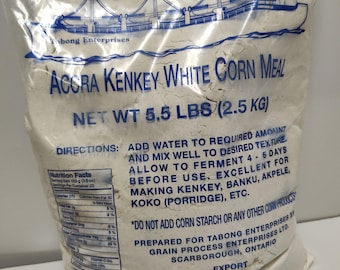 Tabong Enterprises
ACCRA KENKEY WHITE CORN MEAL
NET WT 5.5 LBS (2.5 KG)
DIRECTIONS: ADD WATER TO REQUIRED AMOUNT
AND MIX WELL TO DESIRED TEXTURE
ALLOW TO FERMENT 4 - 5 DAYS
BEFORE USE. EXCELLENT FOR
MAKING KENKEY, BANKU, AKPELE,
KOKO (PORRIDGE), ETC.
*DO NOT ADD CORN STARCH OR ANY OTHER CORN PRODUCTS
PREPARED FOR TABONG ENTERPRISES
GRAIN PROCESS ENTERPRISES LTD.
SCARBOROUGH, ONTARIO
EXPORT
Nutrition Facts